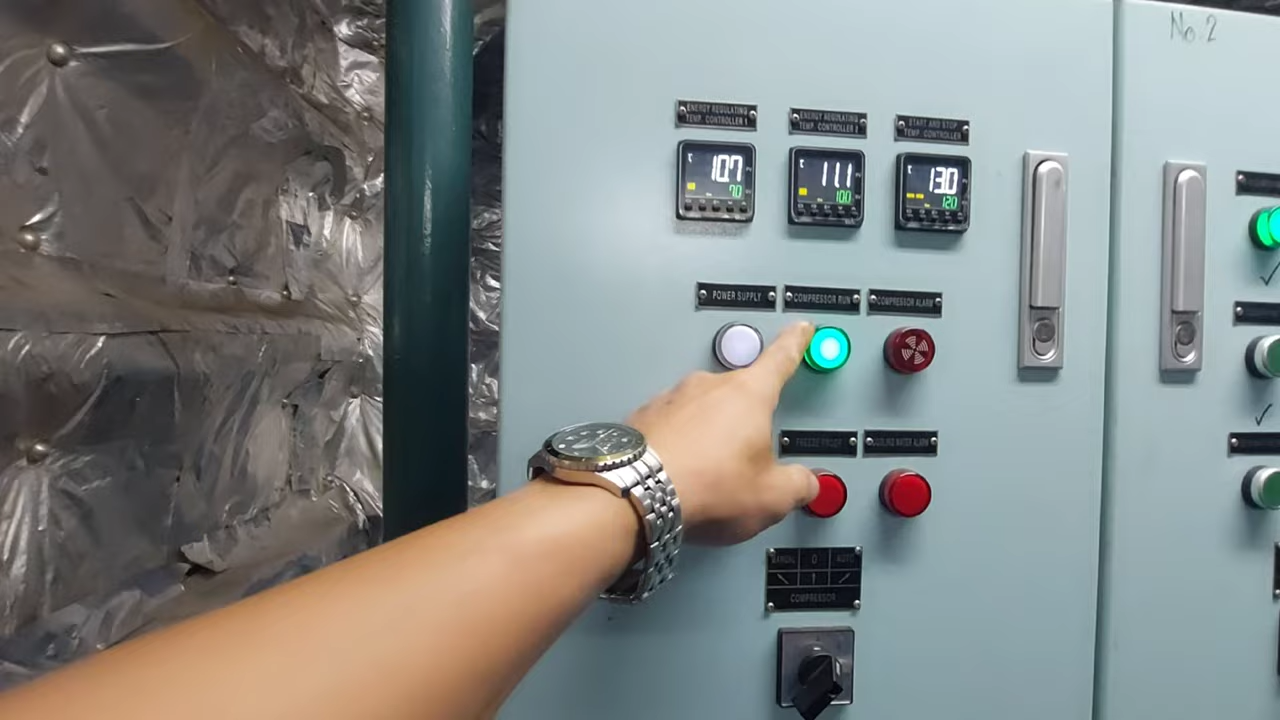 No 2
ENERGY REGULATING
TEMP. CONTROLLER 1
ENERGY REGULATING
TEMP. CONTROLLER
START AND STOP
TEMP. CONTROLLER
°C
10.7
7.0
°C
11.1
10.0
°C
13.0
12.0
POWER SUPPLY
COMPRESSOR RUN
COMPRESSOR ALARM
FREEZE PROOF
COOLING WATER ALARM
MANUAL 0 AUTO
COMPRESSOR